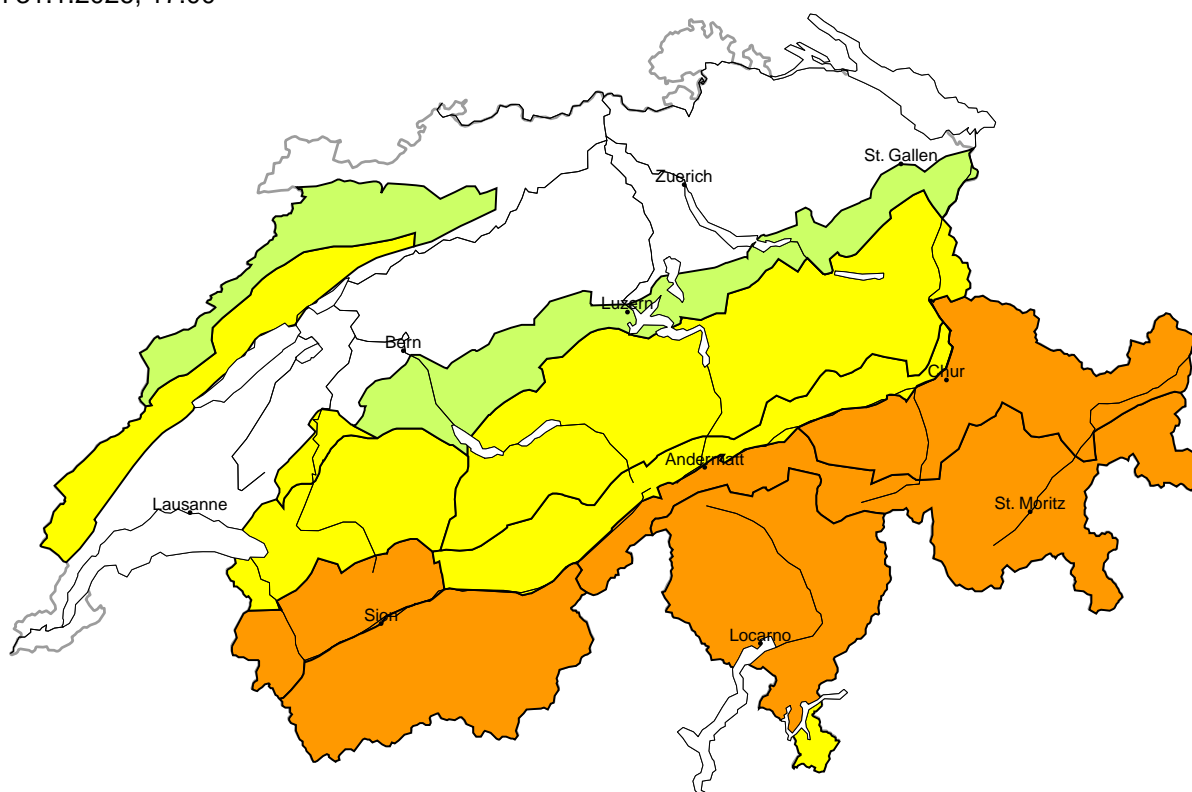 St. Gallen
Zuerich
Luzern
Bern
Chur
Andermatt
Lausanne
St. Moritz
Sion
Locarno